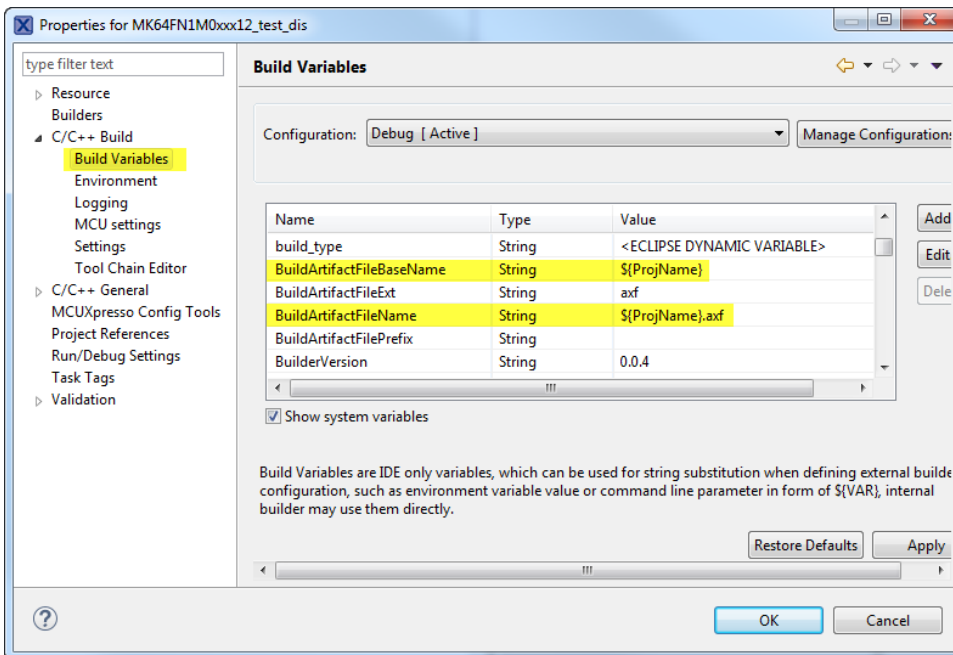 Properties for MK64FN1M0xxx12_test_dis
type filter text
Resource
Builders
C/C++ Build
Build Variables
Environment
Logging
MCU settings
Settings
Tool Chain Editor
C/C++ General
MCUXpresso Config Tools
Project References
Run/Debug Settings
Task Tags
Validation
Build Variables
Configuration: Debug [ Active ] Manage Configuration:
Name Type Value
build_type String <ECLIPSE DYNAMIC VARIABLE>
BuildArtifactFileBaseName String ${ProjName}
BuildArtifactFileExt String axf
BuildArtifactFileName String ${ProjName}.axf
BuildArtifactFilePrefix String
BuilderVersion String 0.0.4
Add
Edit
Dele
Show system variables
Build Variables are IDE only variables, which can be used for string substitution when defining external builde
configuration, such as environment variable value or command line parameter in form of ${VAR}, internal
builder may use them directly.
Restore Defaults Apply
OK Cancel